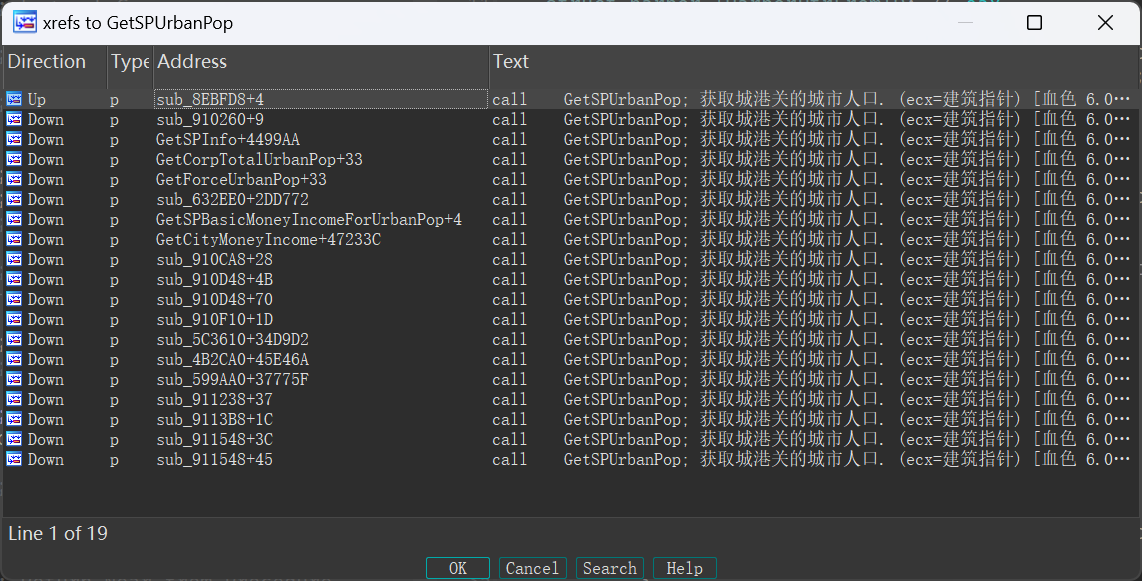 xrefs to GetSPUrbanPop
Direction Type Address Text
Up p sub_8EBFD8+4 call GetSPUrbanPop; 获取城港关的城市人口. (ecx=建筑指针) [血色 6.0…
Down p sub_910260+9 call GetSPUrbanPop; 获取城港关的城市人口. (ecx=建筑指针) [血色 6.0…
Down p GetSPInfo+4499AA call GetSPUrbanPop; 获取城港关的城市人口. (ecx=建筑指针) [血色 6.0…
Down p GetCorpTotalUrbanPop+33 call GetSPUrbanPop; 获取城港关的城市人口. (ecx=建筑指针) [血色 6.0…
Down p GetForceUrbanPop+33 call GetSPUrbanPop; 获取城港关的城市人口. (ecx=建筑指针) [血色 6.0…
Down p sub_632EE0+2DD772 call GetSPUrbanPop; 获取城港关的城市人口. (ecx=建筑指针) [血色 6.0…
Down p GetSPBasicMoneyIncomeForUrbanPop+4 call GetSPUrbanPop; 获取城港关的城市人口. (ecx=建筑指针) [血色 6.0…
Down p GetCityMoneyIncome+47233C call GetSPUrbanPop; 获取城港关的城市人口. (ecx=建筑指针) [血色 6.0…
Down p sub_910CA8+28 call GetSPUrbanPop; 获取城港关的城市人口. (ecx=建筑指针) [血色 6.0…
Down p sub_910D48+4B call GetSPUrbanPop; 获取城港关的城市人口. (ecx=建筑指针) [血色 6.0…
Down p sub_910D48+70 call GetSPUrbanPop; 获取城港关的城市人口. (ecx=建筑指针) [血色 6.0…
Down p sub_910F10+1D call GetSPUrbanPop; 获取城港关的城市人口. (ecx=建筑指针) [血色 6.0…
Down p sub_5C3610+34D9D2 call GetSPUrbanPop; 获取城港关的城市人口. (ecx=建筑指针) [血色 6.0…
Down p sub_4B2CA0+45E46A call GetSPUrbanPop; 获取城港关的城市人口. (ecx=建筑指针) [血色 6.0…
Down p sub_599AA0+37775F call GetSPUrbanPop; 获取城港关的城市人口. (ecx=建筑指针) [血色 6.0…
Down p sub_911238+37 call GetSPUrbanPop; 获取城港关的城市人口. (ecx=建筑指针) [血色 6.0…
Down p sub_9113B8+1C call GetSPUrbanPop; 获取城港关的城市人口. (ecx=建筑指针) [血色 6.0…
Down p sub_911548+3C call GetSPUrbanPop; 获取城港关的城市人口. (ecx=建筑指针) [血色 6.0…
Down p sub_911548+45 call GetSPUrbanPop; 获取城港关的城市人口. (ecx=建筑指针) [血色 6.0…
Line 1 of 19
OK Cancel Search Help